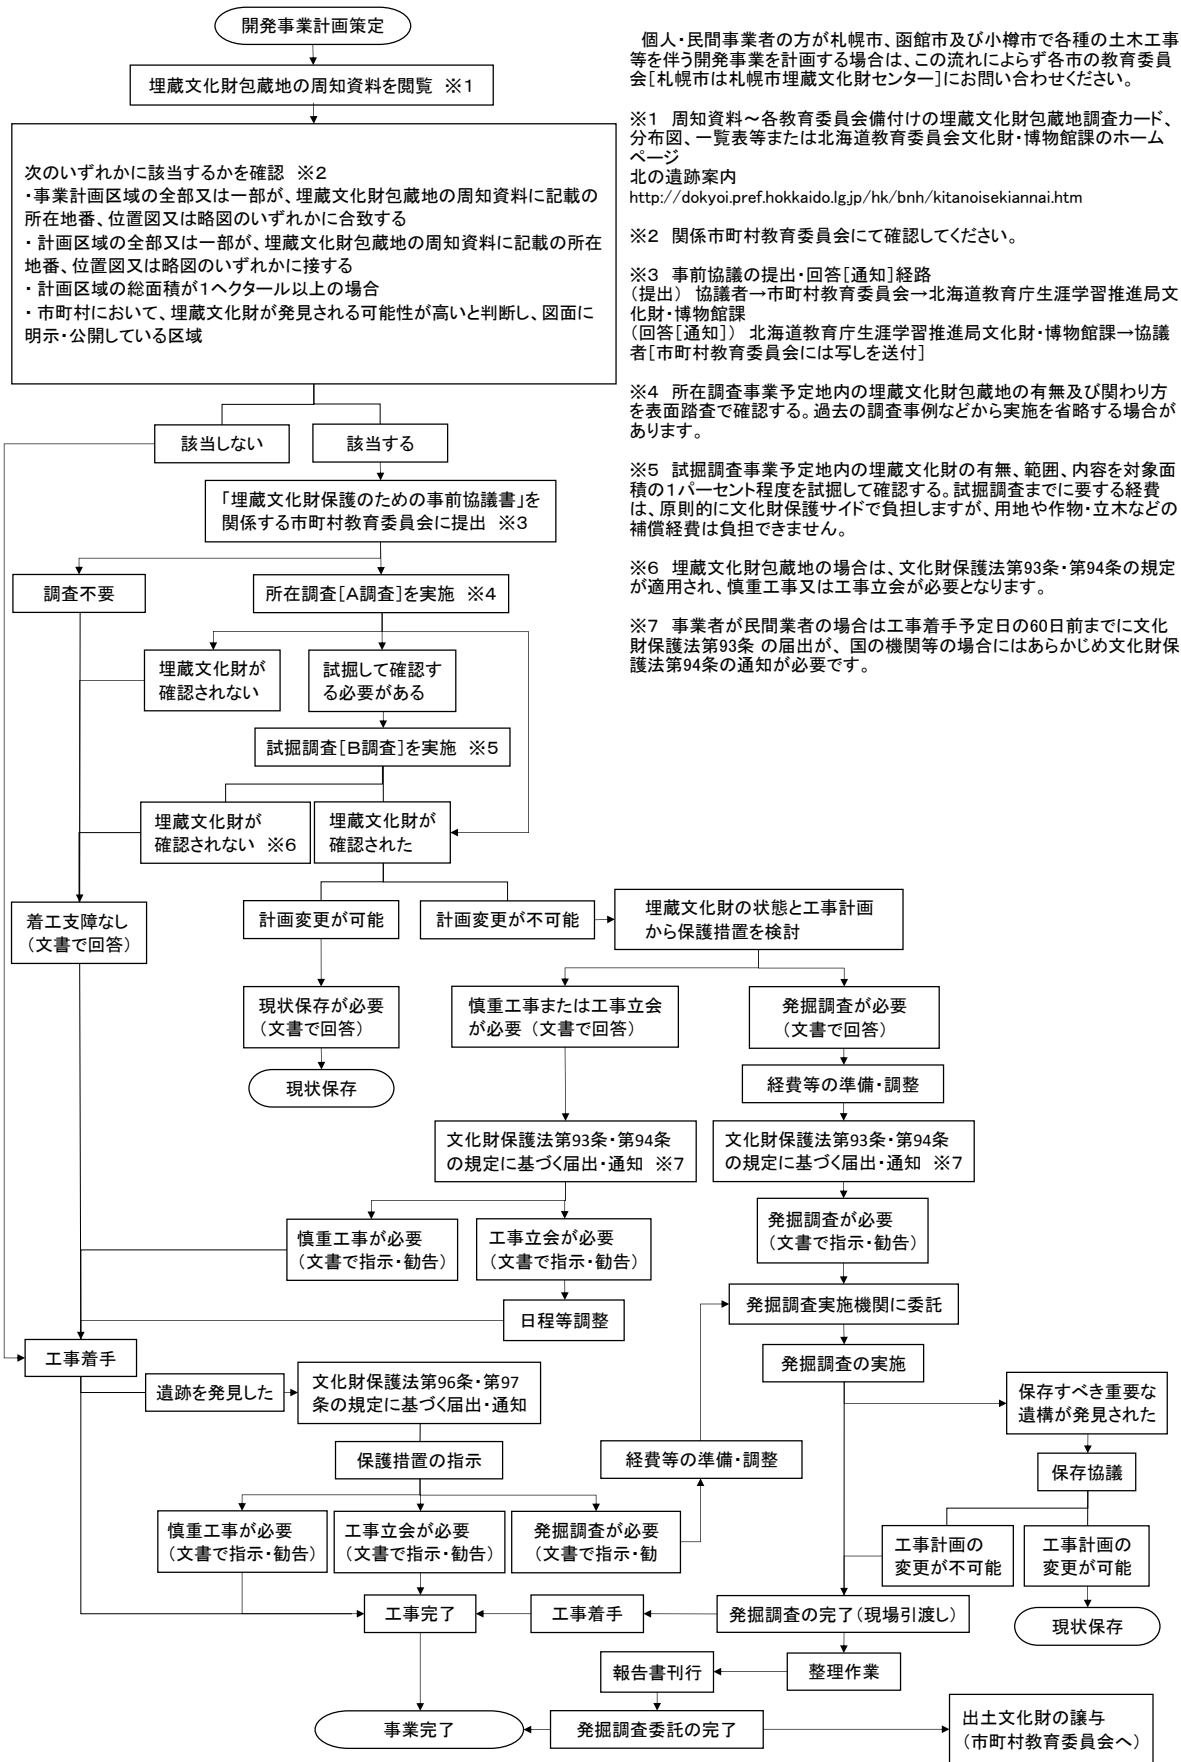 開発事業計画策定
埋蔵文化財包蔵地の周知資料を閲覧　※1
次のいずれかに該当するかを確認　※2
・事業計画区域の全部又は一部が、埋蔵文化財包蔵地の周知資料に記載の
所在地番、位置図又は略図のいずれかに合致する
・計画区域の全部又は一部が、埋蔵文化財包蔵地の周知資料に記載の所在
地番、位置図又は略図のいずれかに接する
・計画区域の総面積が１ヘクタール以上の場合
・市町村において、埋蔵文化財が発見される可能性が高いと判断し、図面に
明示・公開している区域
個人・民間事業者の方が札幌市、函館市及び小樽市で各種の土木工事
等を伴う開発事業を計画する場合は、この流れによらず各市の教育委員
会[札幌市は札幌市埋蔵文化財センター]にお問い合わせください。
※１　周知資料～各教育委員会備付けの埋蔵文化財包蔵地調査カード、
分布図、一覧表等または北海道教育委員会文化財・博物館課のホーム
ページ
北の遺跡案内
http://dokyoi.pref.hokkaido.lg.jp/hk/bnh/kitanoisekiannai.htm
※２　関係市町村教育委員会にて確認してください。
※３　事前協議の提出・回答[通知]経路
（提出）　協議者→市町村教育委員会→北海道教育庁生涯学習推進局文
化財・博物館課
（回答[通知]）　北海道教育庁生涯学習推進局文化財・博物館課→協議
者[市町村教育委員会には写しを送付]
※４　所在調査事業予定地内の埋蔵文化財包蔵地の有無及び関わり方
を表面踏査で確認する。過去の調査事例などから実施を省略する場合が
あります。
※５　試掘調査事業予定地内の埋蔵文化財の有無、範囲、内容を対象面
積の１パーセント程度を試掘して確認する。試掘調査までに要する経費
は、原則的に文化財保護サイドで負担しますが、用地や作物・立木などの
補償経費は負担できません。
※６　埋蔵文化財包蔵地の場合は、文化財保護法第93条・第94条の規定
が適用され、慎重工事又は工事立会が必要となります。
※７　事業者が民間業者の場合は工事着手予定日の60日前までに文化
財保護法第93条 の届出が、 国の機関等の場合にはあらかじめ文化財保
護法第94条の通知が必要です。
該当しない
該当する
「埋蔵文化財保護のための事前協議書」を
関係する市町村教育委員会に提出　※3
調査不要
所在調査[A調査]を実施　※4
埋蔵文化財が
確認されない
試掘して確認す
る必要がある
試掘調査[B調査]を実施　※5
埋蔵文化財が
確認されない　※6
埋蔵文化財が
確認された
着工支障なし
（文書で回答）
計画変更が可能
計画変更が不可能
埋蔵文化財の状態と工事計画
から保護措置を検討
現状保存が必要
（文書で回答）
慎重工事または工事立会
が必要 （文書で回答）
発掘調査が必要
（文書で回答）
現状保存
経費等の準備・調整
文化財保護法第93条・第94条
の規定に基づく届出・通知　※７
文化財保護法第93条・第94条
の規定に基づく届出・通知　※７
慎重工事が必要
（文書で指示・勧告）
工事立会が必要
（文書で指示・勧告）
発掘調査が必要
（文書で指示・勧告）
日程等調整
発掘調査実施機関に委託
工事着手
発掘調査の実施
遺跡を発見した
文化財保護法第96条・第97
条の規定に基づく届出・通知
保存すべき重要な
遺構が発見された
保護措置の指示
経費等の準備・調整
保存協議
慎重工事が必要
（文書で指示・勧告）
工事立会が必要
（文書で指示・勧告）
発掘調査が必要
（文書で指示・勧
工事計画の
変更が不可能
工事計画の
変更が可能
工事完了
工事着手
発掘調査の完了（現場引渡し）
現状保存
報告書刊行
整理作業
事業完了
発掘調査委託の完了
出土文化財の譲与
（市町村教育委員会へ）